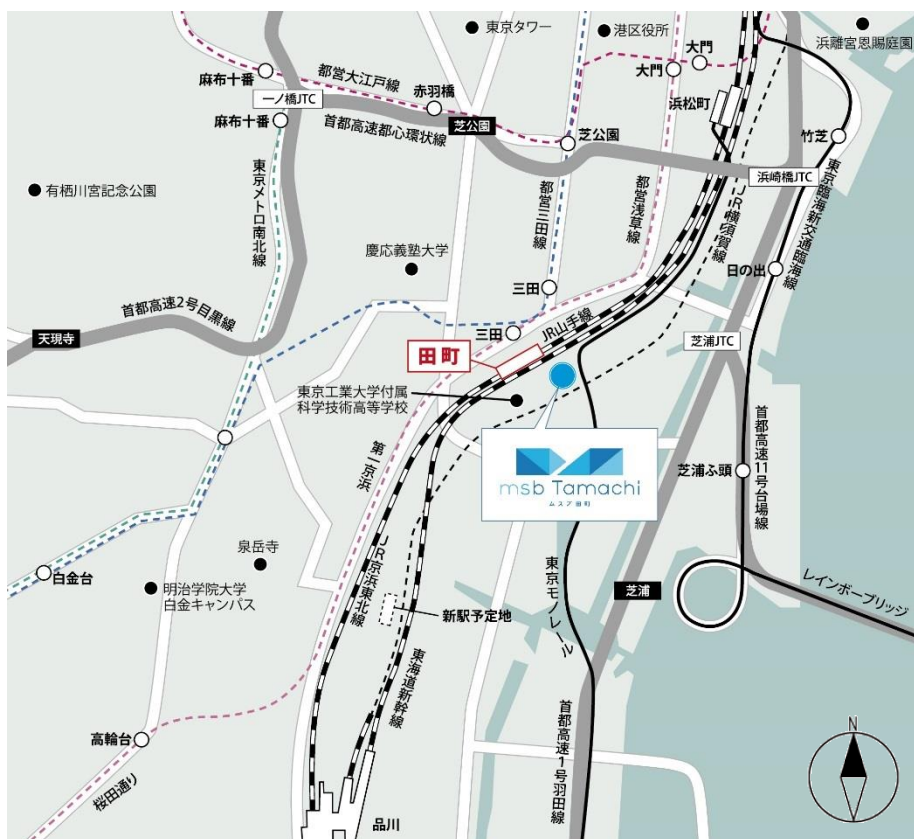 東京タワー
港区役所
浜離宮恩賜庭園
麻布十番
都営大江戸線
大門
大門
一ノ橋JTC
赤羽橋
浜松町
麻布十番
首都高速都心環状線
芝公園
芝公園
竹芝
有栖川宮記念公園
東京メトロ南北線
都営三田線
都営浅草線
JR横須賀線
浜崎橋JTC
東京臨海新交通臨海線
慶応義塾大学
日の出
三田
首都高速2号目黒線
天現寺
三田
JR山手線
芝浦JTC
田町
東京工業大学付属
科学技術高等学校
第一京浜
msb Tamachi
ムスブ田町
首都高速11号台場線
芝浦ふ頭
泉岳寺
白金台
明治学院大学
白金キャンパス
JR京浜東北線
新駅予定地
東京モノレール
芝浦
レインボーブリッジ
東海道新幹線
高輪台
桜田通り
首都高速1号羽田線
品川
N